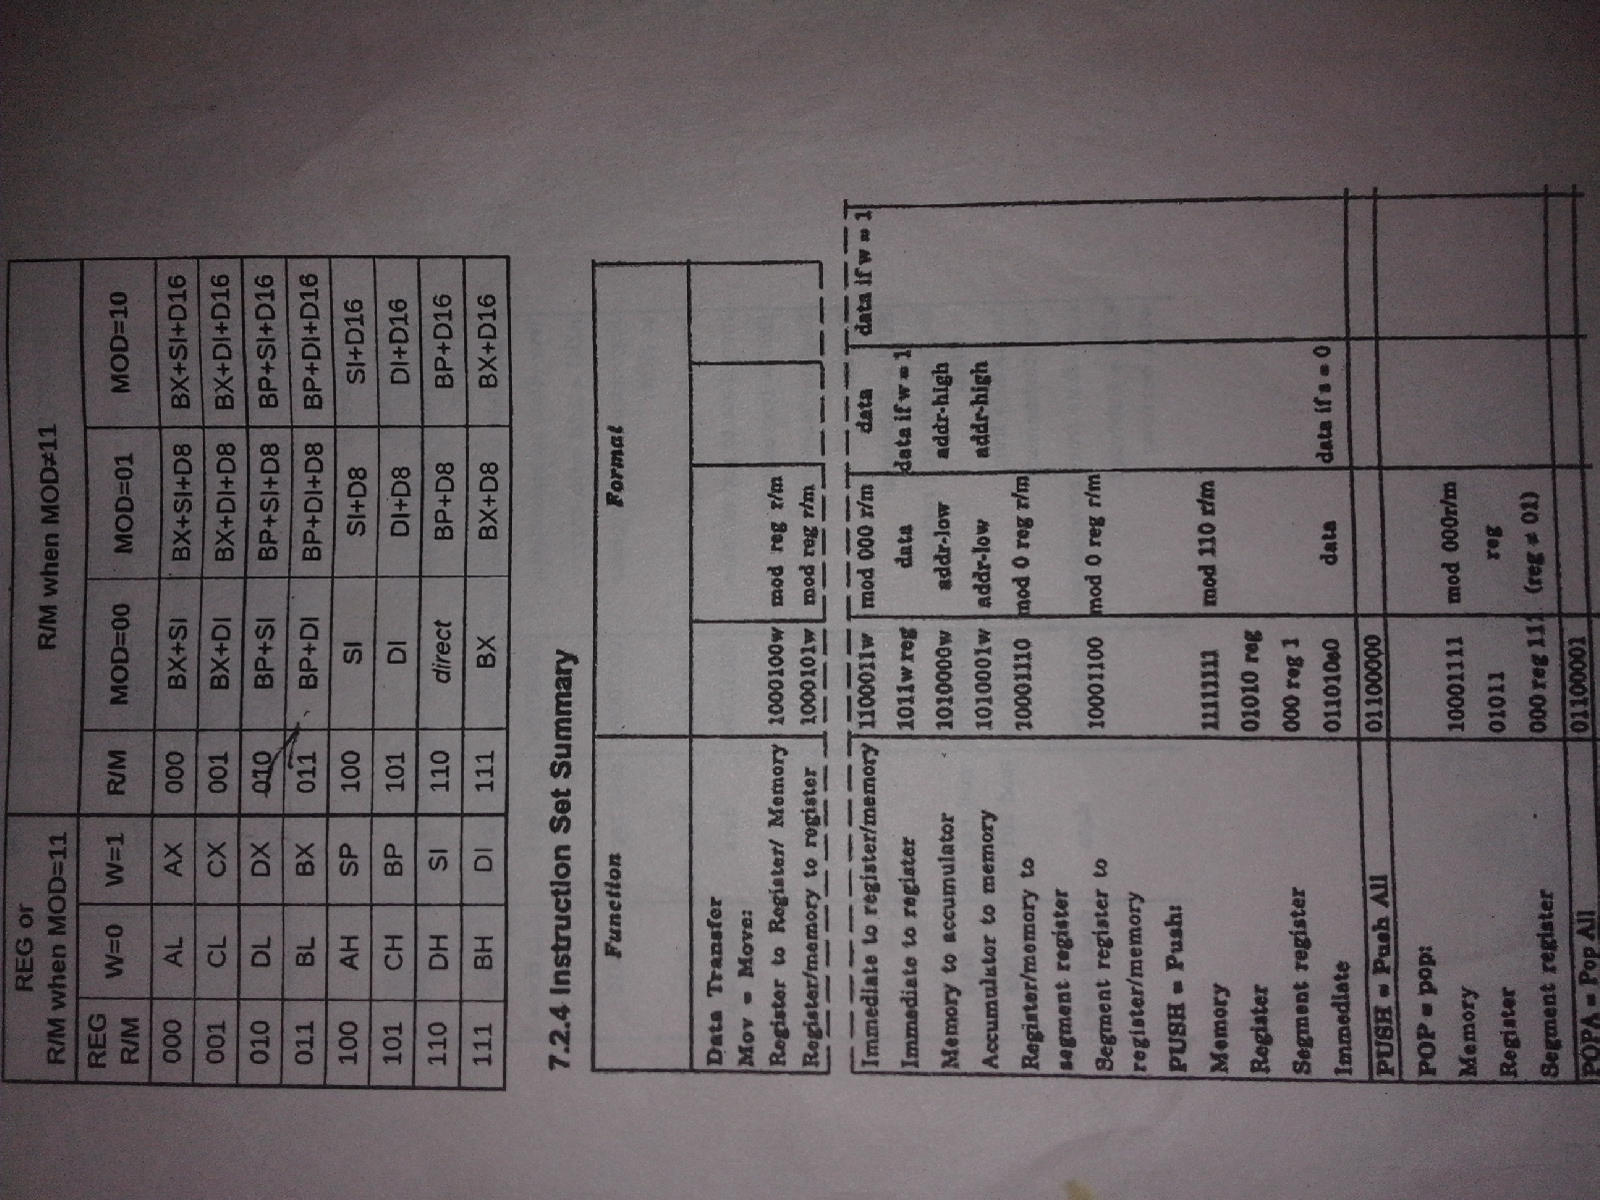 REG or
R/M when MOD=11
R/M when MOD≠11
REG
R/M
W=0 W=1 R/M MOD=00 MOD=01 MOD=10
000 AL AX 000 BX+SI BX+SI+D8 BX+SI+D16
001 CL CX 001 BX+DI BX+DI+D8 BX+DI+D16
010 DL DX 010 BP+SI BP+SI+D8 BP+SI+D16
011 BL BX 011 BP+DI BP+DI+D8 BP+DI+D16
100 AH SP 100 SI SI+D8 SI+D16
101 CH BP 101 DI DI+D8 DI+D16
110 DH SI 110 direct BP+D8 BP+D16
111 BH DI 111 BX BX+D8 BX+D16
7.2.4 Instruction Set Summary
Function Format
Data Transfer
Mov = Move:
Register to Register/ Memory 1000100w mod reg r/m
Register/memory to register 1000101w mod reg r/m
Immediate to register/memory 1100011w mod 000 r/m data data if w = 1
Immediate to register 1011w reg data data if w = 1
Memory to accumulator 1010000w addr-low addr-high
Accumulator to memory 1010001w addr-low addr-high
Register/memory to 10001110 mod 0 reg r/m
segment register
Segment register to 10001100 mod 0 reg r/m
register/memory
PUSH = Push:
Memory 11111111 mod 110 r/m
Register 01010 reg
Segment register 000 reg 1
Immediate 011010s0 data data if s = 0
PUSH = Push All 01100000
POP = pop:
Memory 10001111 mod 000r/m
Register 01011 reg
Segment register 000 reg 111 (reg ≠ 01)
POPA = Pop All 01100001